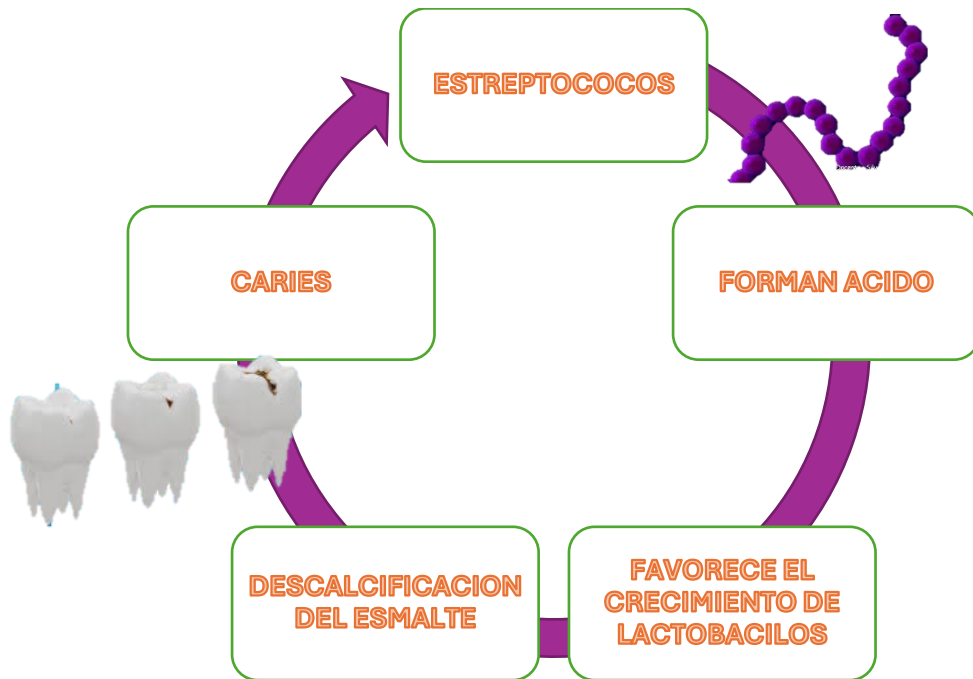 ESTREPTOCOCOS
FORMAN ACIDO
FAVORECE EL
CRECIMIENTO DE
LACTOBACILOS
DESCALCIFICACION
DEL ESMALTE
CARIES